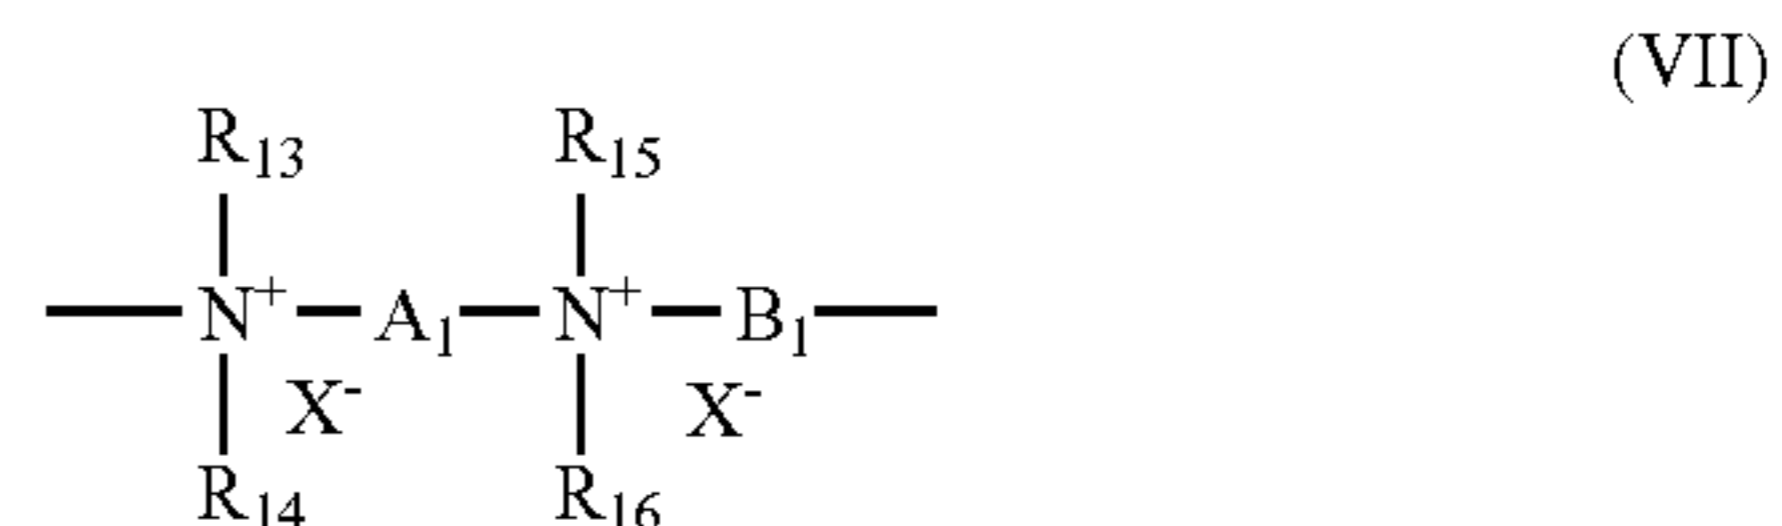 (VII)
R13 R15
N+ A1 N+ B1
X- X-
R14 R16